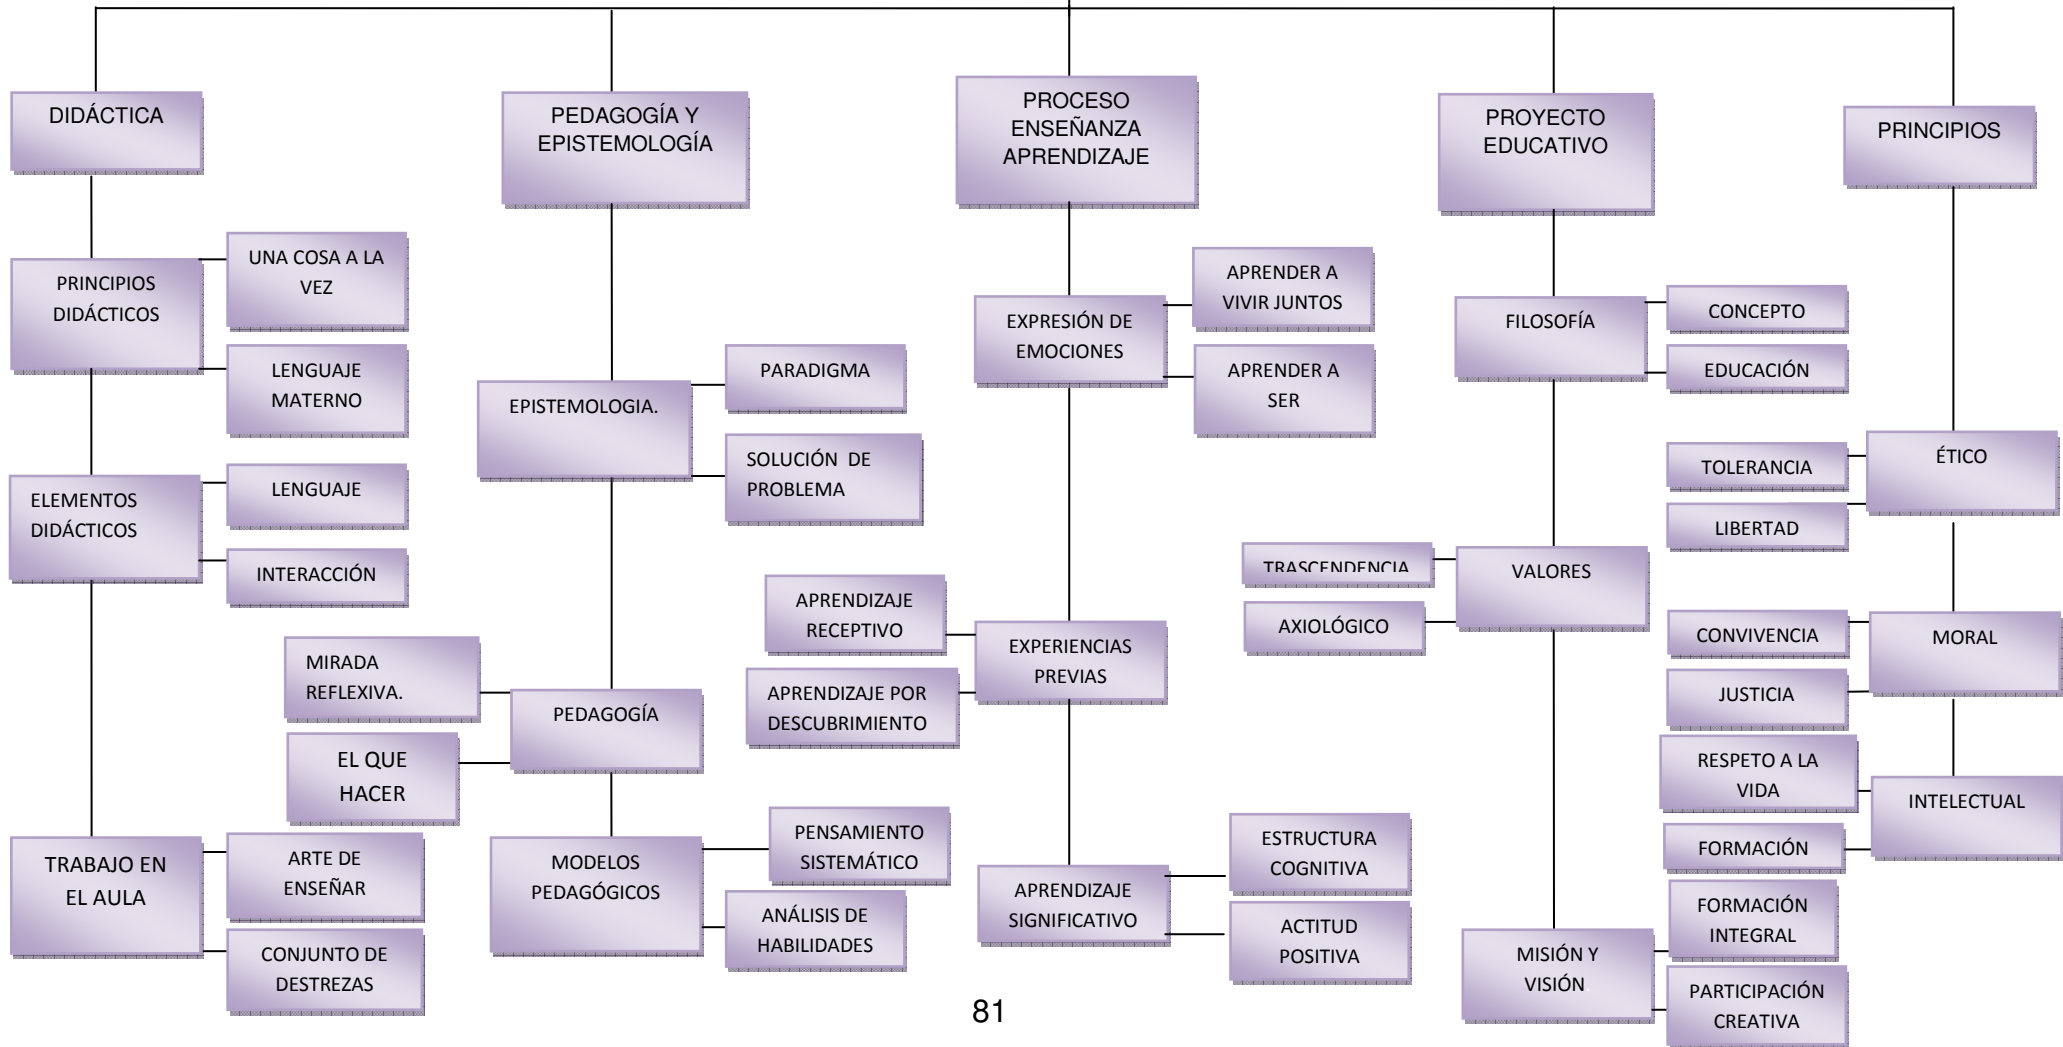 DIDÁCTICA
PRINCIPIOS
DIDÁCTICOS
UNA COSA A LA
VEZ
LENGUAJE
MATERNO
ELEMENTOS
DIDÁCTICOS
LENGUAJE
INTERACCIÓN
TRABAJO EN
EL AULA
ARTE DE
ENSEÑAR
CONJUNTO DE
DESTREZAS
PEDAGOGÍA Y
EPISTEMOLOGÍA
EPISTEMOLOGIA.
PARADIGMA
SOLUCIÓN DE
PROBLEMA
MIRADA
REFLEXIVA.
PEDAGOGÍA
EL QUE
HACER
MODELOS
PEDAGÓGICOS
PENSAMIENTO
SISTEMÁTICO
ANÁLISIS DE
HABILIDADES
PROCESO
ENSEÑANZA
APRENDIZAJE
EXPRESIÓN DE
EMOCIONES
APRENDER A
VIVIR JUNTOS
APRENDER A
SER
APRENDIZAJE
RECEPTIVO
EXPERIENCIAS
PREVIAS
APRENDIZAJE POR
DESCUBRIMIENTO
APRENDIZAJE
SIGNIFICATIVO
ESTRUCTURA
COGNITIVA
ACTITUD
POSITIVA
PROYECTO
EDUCATIVO
FILOSOFÍA
CONCEPTO
EDUCACIÓN
TRASCENDENCIA
VALORES
AXIOLÓGICO
MISIÓN Y
VISIÓN.
FORMACIÓN
INTEGRAL
PARTICIPACIÓN
CREATIVA
PRINCIPIOS
ÉTICO
TOLERANCIA
LIBERTAD
MORAL
CONVIVENCIA
JUSTICIA
INTELECTUAL
RESPETO A LA
VIDA
FORMACIÓN
81